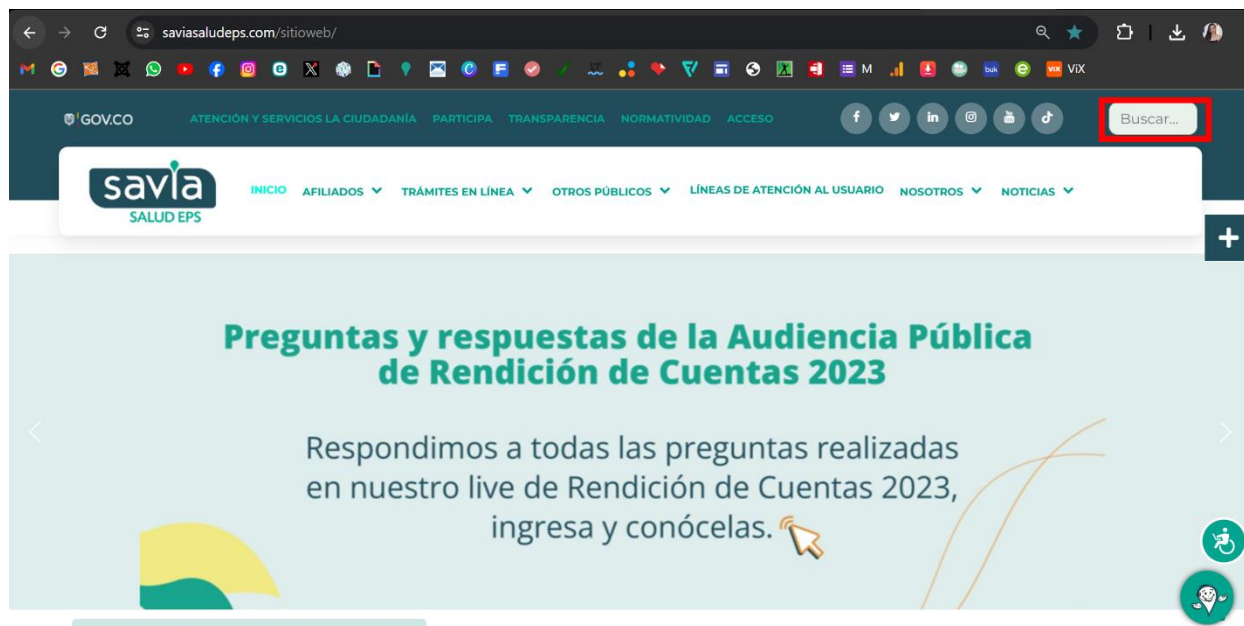 saviasaludeps.com/sitioweb/
M
buk
ViX
ViX
GOV.CO
ATENCIÓN Y SERVICIOS LA CIUDADANÍA PARTICIPA TRANSPARENCIA NORMATIVIDAD ACCESO
Buscar...
savia
SALUD EPS
INICIO AFILIADOS TRÁMITES EN LÍNEA OTROS PÚBLICOS LÍNEAS DE ATENCIÓN AL USUARIO NOSOTROS NOTICIAS
+
Preguntas y respuestas de la Audiencia Pública
de Rendición de Cuentas 2023
Respondimos a todas las preguntas realizadas
en nuestro live de Rendición de Cuentas 2023,
ingresa y conócelas.